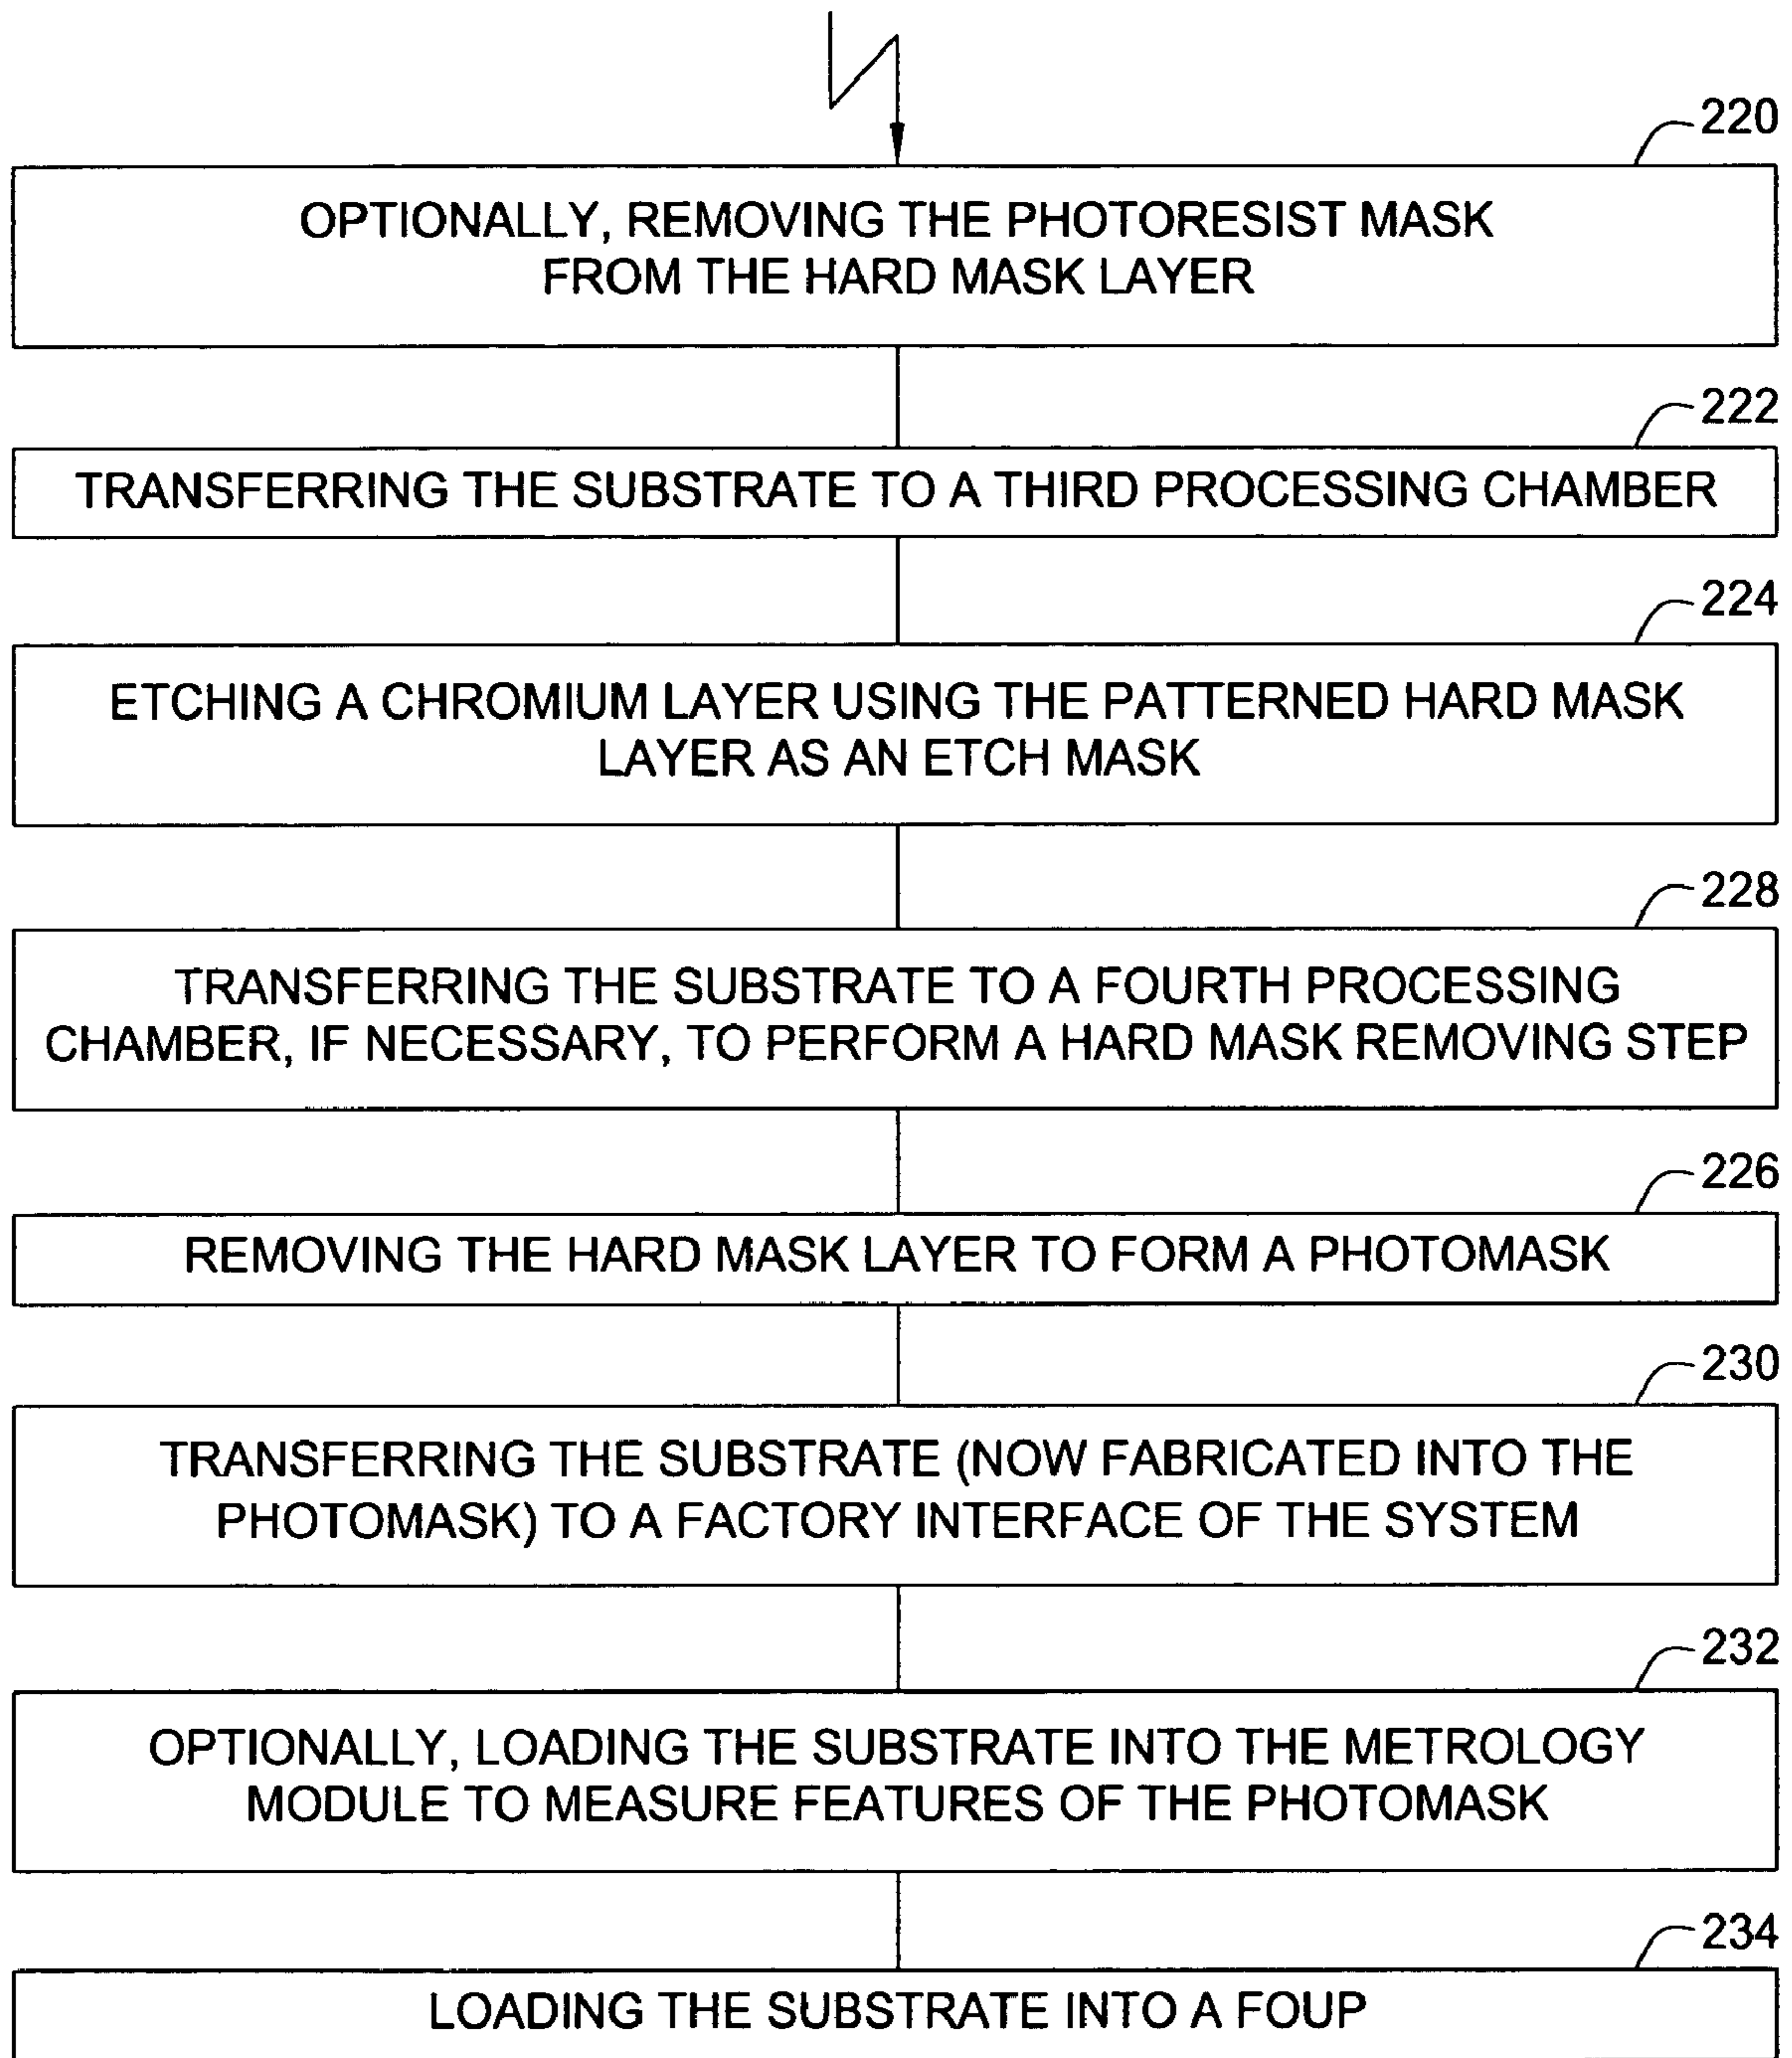 220
OPTIONALLY, REMOVING THE PHOTORESIST MASK
FROM THE HARD MASK LAYER
222
TRANSFERRING THE SUBSTRATE TO A THIRD PROCESSING CHAMBER
224
ETCHING A CHROMIUM LAYER USING THE PATTERNED HARD MASK
LAYER AS AN ETCH MASK
228
TRANSFERRING THE SUBSTRATE TO A FOURTH PROCESSING
CHAMBER, IF NECESSARY, TO PERFORM A HARD MASK REMOVING STEP
226
REMOVING THE HARD MASK LAYER TO FORM A PHOTOMASK
230
TRANSFERRING THE SUBSTRATE (NOW FABRICATED INTO THE
PHOTOMASK) TO A FACTORY INTERFACE OF THE SYSTEM
232
OPTIONALLY, LOADING THE SUBSTRATE INTO THE METROLOGY
MODULE TO MEASURE FEATURES OF THE PHOTOMASK
234
LOADING THE SUBSTRATE INTO A FOUP